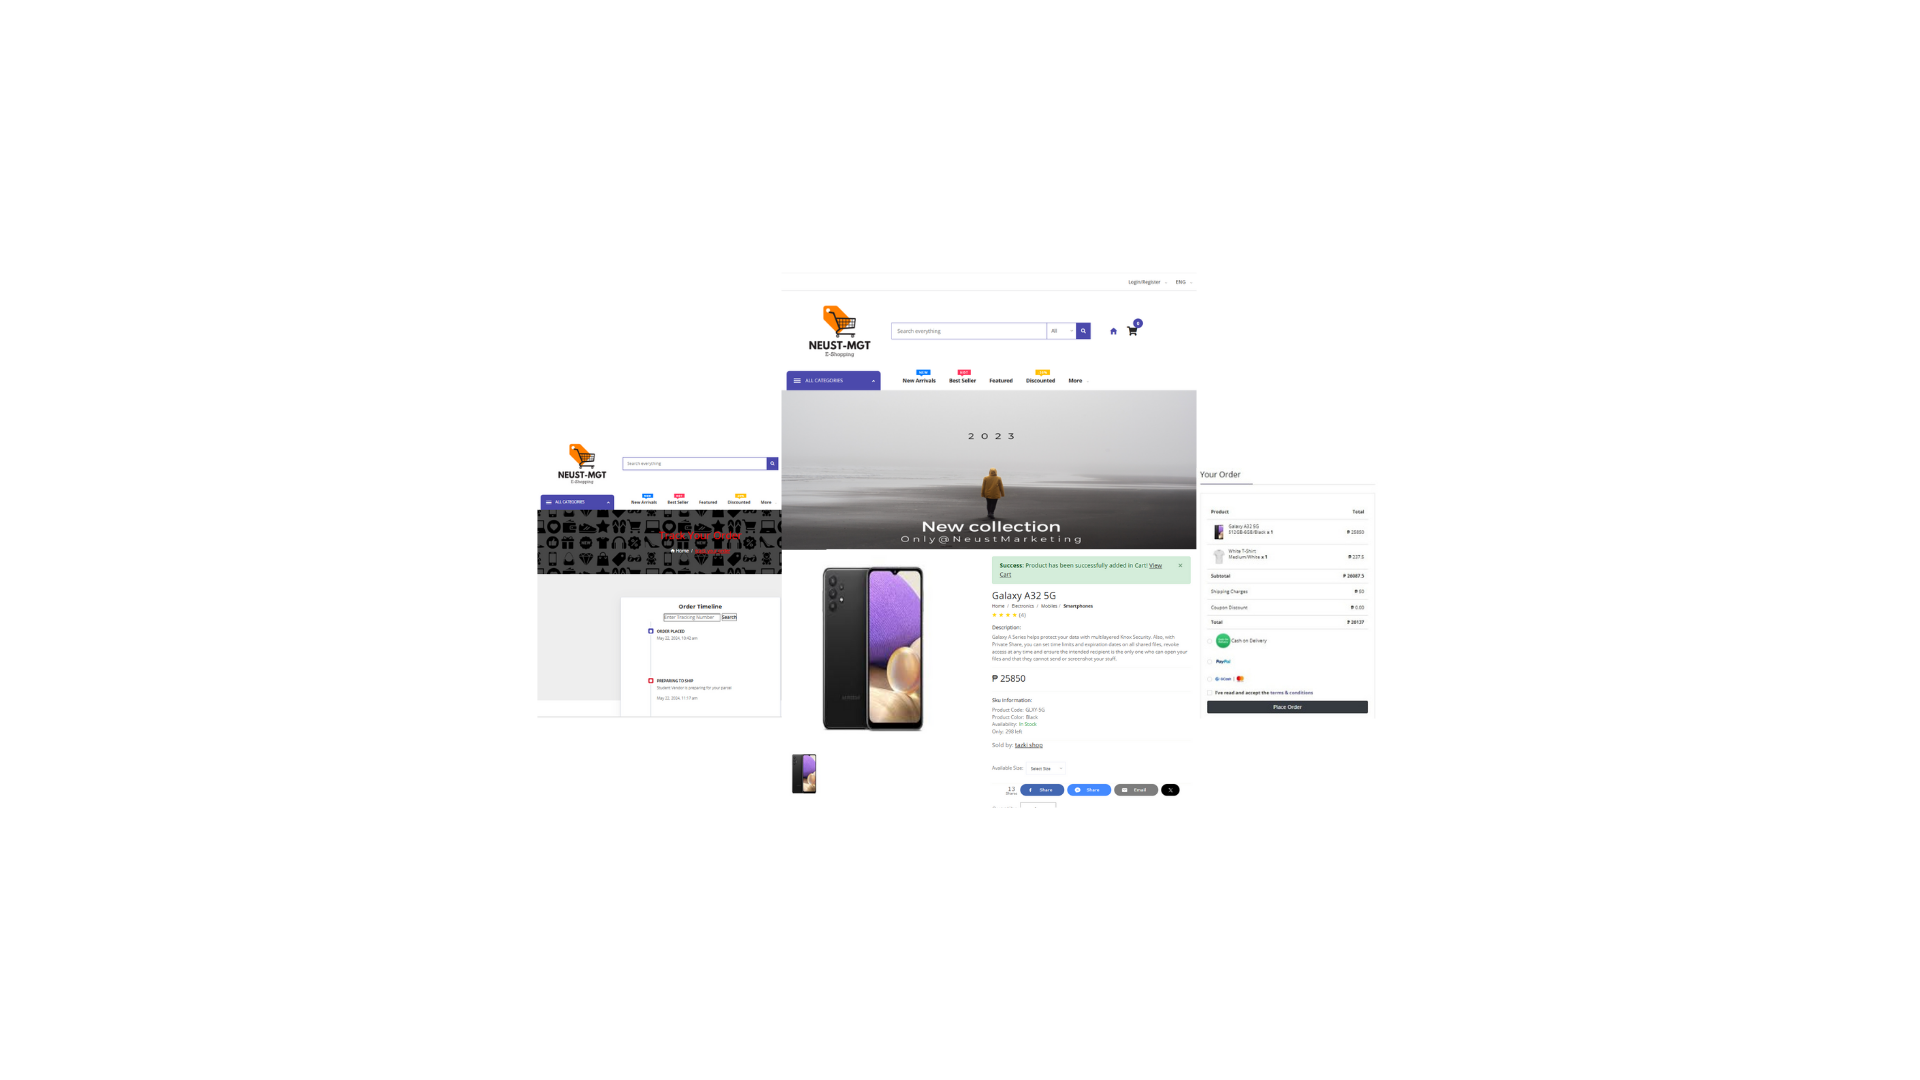 Login/Register
ENG
NEUST-MGT
E-Shopping
Search everything
All
0
ALL CATEGORIES
NEW
New Arrivals
BEST
Best Seller
Featured
Discounted
More
2023
New collection
Only@NeustMarketing
Success: Product has been successfully added in Cart! View
Cart
×
Galaxy A32 5G
Home / Electronics / Mobiles / Smartphones
(4)
Description:
Galaxy A Series helps protect your data with multilayered Knox Security. Also, with
Private Share, you can set time limits and expiration dates on all shared files, revoke
access at any time and ensure the intended recipient is the only one who can open your
files and that they cannot send or screenshot your stuff.
₱ 25850
Sku Information:
Product Code: GLXY-5G
Product Color: Black
Availability: In Stock
Only: 298 left
Sold by: tazki shop
Available Size: Select Size
13
Shares
Share
Share
Email
NEUST-MGT
E-Shopping
Search everything
ALL CATEGORIES
New Arrivals
Best Seller
Featured
Discounted
More
Track Your Order
Home /
Order Timeline
Enter Tracking Number
Search
ORDER PLACED
May 22, 2024, 10:42 am
PREPARING TO SHIP
Student Vendor is preparing for your parcel
May 22, 2024, 11:17 am
Your Order
Product Total
Galaxy A32 5G
512GB-8GB/Black x 1 ₱ 25850
White T-Shirt
Medium/White x 1 ₱ 237.5
Subtotal ₱ 26087.5
Shipping Charges ₱ 50
Coupon Discount ₱ 0.00
Total ₱ 26137
Cash on Delivery
PayPal
GCash
I've read and accept the terms & conditions
Place Order